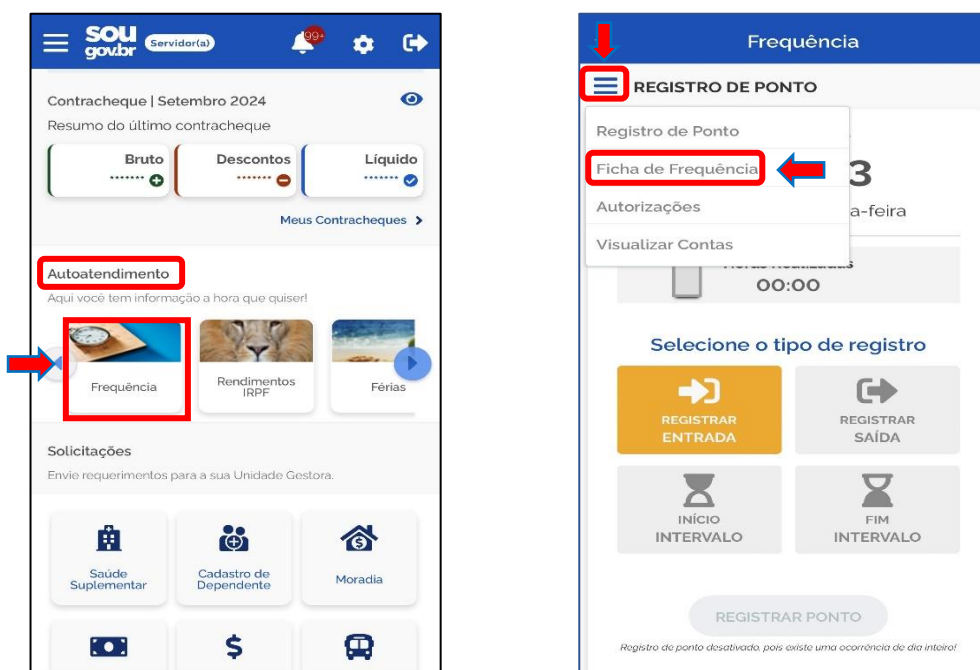 SOU
gov.br
Servidor(a)
99+
Contracheque | Setembro 2024
Resumo do último contracheque
Bruto
Descontos
Líquido
*******
*******
*******
Meus Contracheques
Autoatendimento
Aqui você tem informação a hora que quiser!
Frequência
Rendimentos
IRPF
Férias
Solicitações
Envie requerimentos para a sua Unidade Gestora.
Saúde
Suplementar
Cadastro de
Dependente
Moradia
Frequência
REGISTRO DE PONTO
Registro de Ponto
Ficha de Frequência
Autorizações
Visualizar Contas
3
a-feira
00:00
Selecione o tipo de registro
REGISTRAR
ENTRADA
REGISTRAR
SAÍDA
INÍCIO
INTERVALO
FIM
INTERVALO
REGISTRAR PONTO
Registro de ponto desativado, pois existe uma ocorrência de dia inteiro!